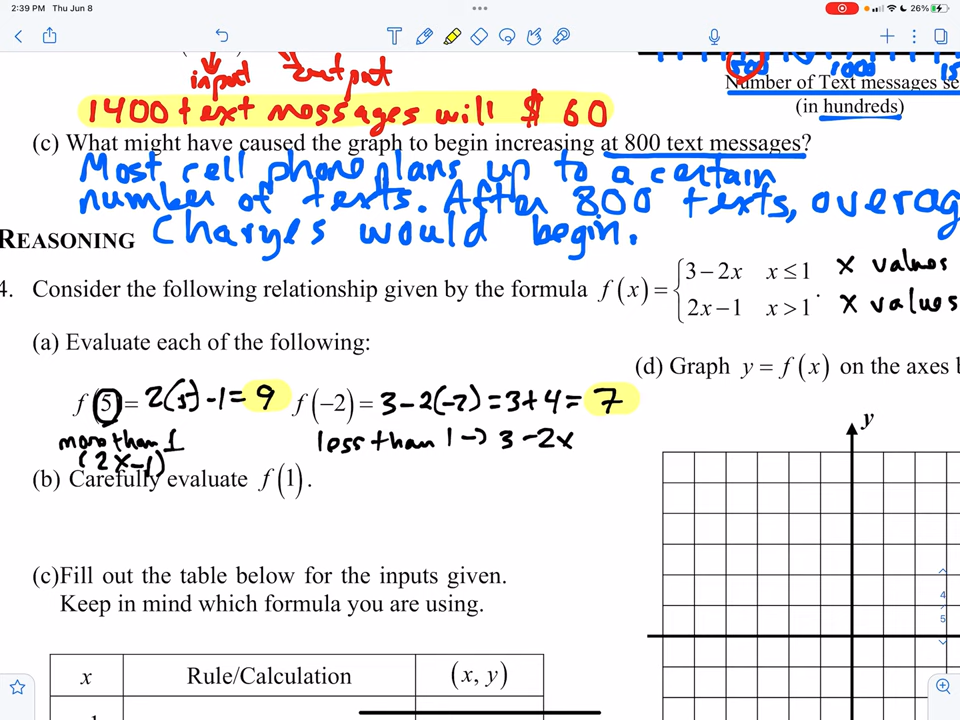 2:39 PM Thu Jun 8
26%
input output
500 1000 15
Number of Text messages se
(in hundreds)
1400 text messages will $ 60
(c) What might have caused the graph to begin increasing at 800 text messages?
Most cell phone plans up to a certain
number of texts. After 800 texts, overag
REASONING Charges would begin.
4. Consider the following relationship given by the formula f(x) = { 3 − 2x x ≤ 1 x values
2x − 1 x > 1 . x values
(a) Evaluate each of the following:
(d) Graph y = f(x) on the axes b
f(5) = 2(5) - 1 = 9 f(−2) = 3 - 2(-2) = 3 + 4 = 7
more than 1 less than 1 → 3 - 2x
(2x - 1)
(b) Carefully evaluate f(1).
y
(c)Fill out the table below for the inputs given.
Keep in mind which formula you are using.
4
5
x Rule/Calculation (x, y)